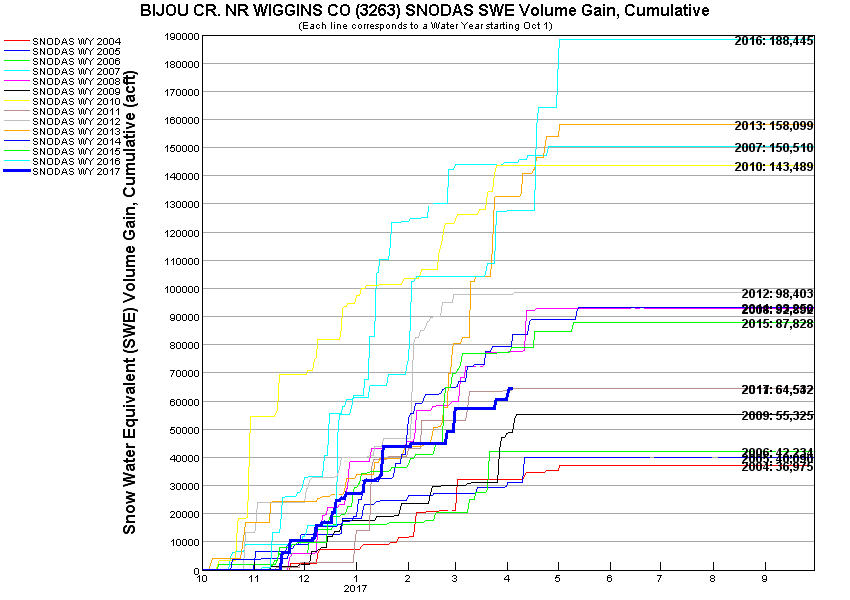 BIJOU CR. NR WIGGINS CO (3263) SNODAS SWE Volume Gain, Cumulative
(Each line corresponds to a Water Year starting Oct 1)
SNODAS WY 2004
SNODAS WY 2005
SNODAS WY 2006
SNODAS WY 2007
SNODAS WY 2008
SNODAS WY 2009
SNODAS WY 2010
SNODAS WY 2011
SNODAS WY 2012
SNODAS WY 2013
SNODAS WY 2014
SNODAS WY 2015
SNODAS WY 2016
SNODAS WY 2017
Snow Water Equivalent (SWE) Volume Gain, Cumulative (acft)
190000
180000
170000
160000
150000
140000
130000
120000
110000
100000
90000
80000
70000
60000
50000
40000
30000
20000
10000
0
2016: 188,445
2013: 158,099
2007: 150,510
2010: 143,489
2012: 98,403
2015: 87,828
2009: 55,325
2006: 42,231
2004: 36,975
10 11 12 1 2 3 4 5 6 7 8 9
2017